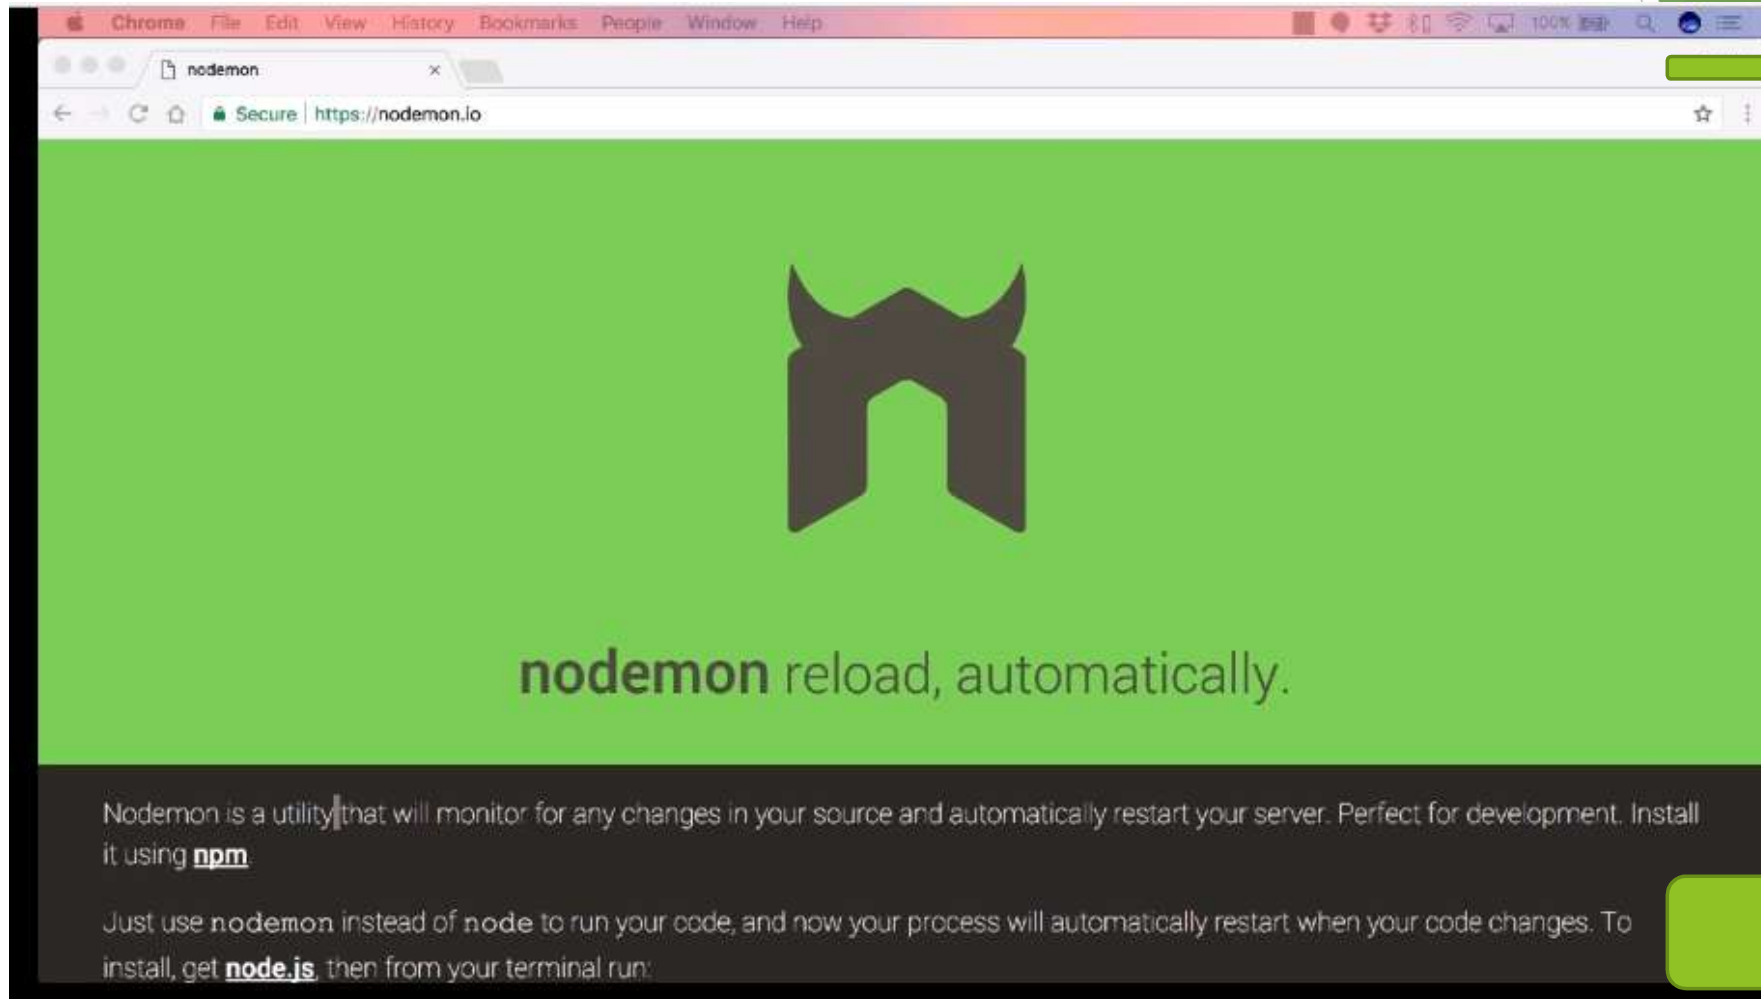 Chrome File Edit View History Bookmarks People Window Help 100%
nodemon
Secure https://nodemon.io
nodemon reload, automatically.
Nodemon is a utility that will monitor for any changes in your source and automatically restart your server. Perfect for development. Install
it using npm.
Just use nodemon instead of node to run your code, and now your process will automatically restart when your code changes. To
install, get node.js, then from your terminal run: